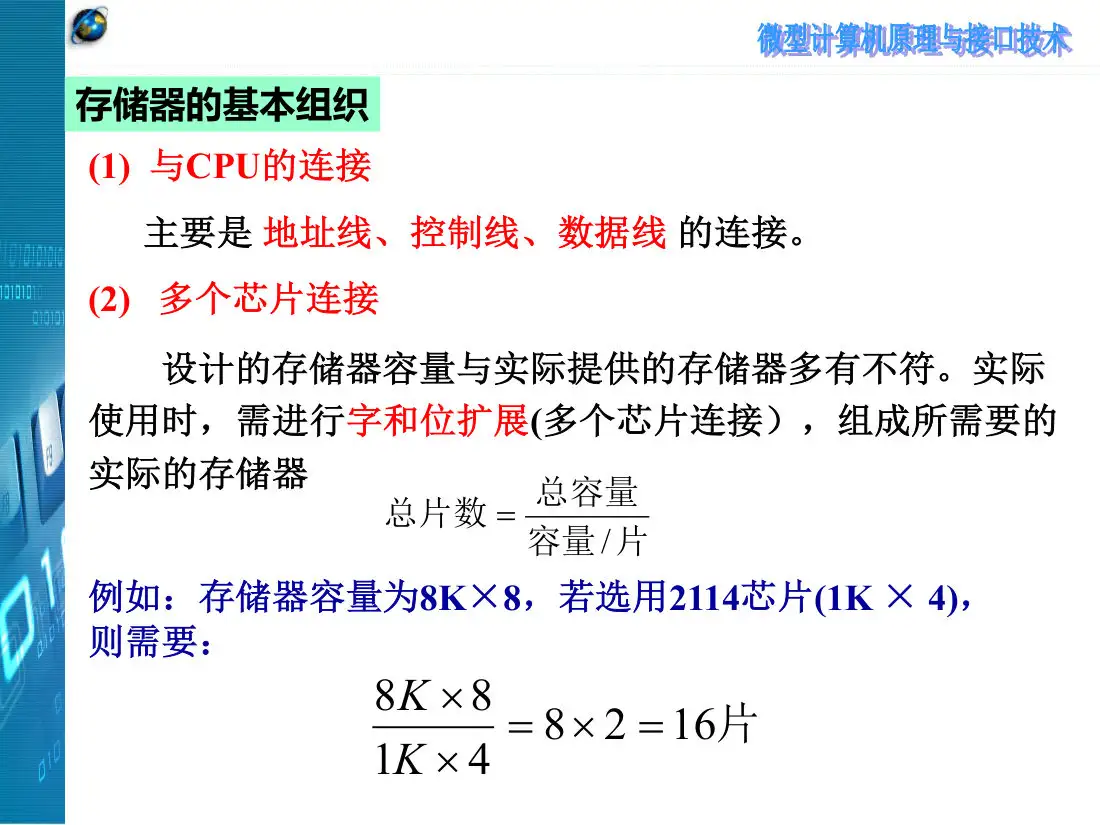 微型计算机原理与接口技术
存储器的基本组织
(1) 与CPU的连接
主要是 地址线、控制线、数据线 的连接。
(2) 多个芯片连接
设计的存储器容量与实际提供的存储器多有不符。实际
使用时，需进行字和位扩展(多个芯片连接），组成所需要的
实际的存储器
总片数 = 总容量 / 容量 / 片
例如：存储器容量为8K×8，若选用2114芯片(1K × 4)，
则需要：
8K × 8 / 1K × 4 = 8 × 2 = 16片